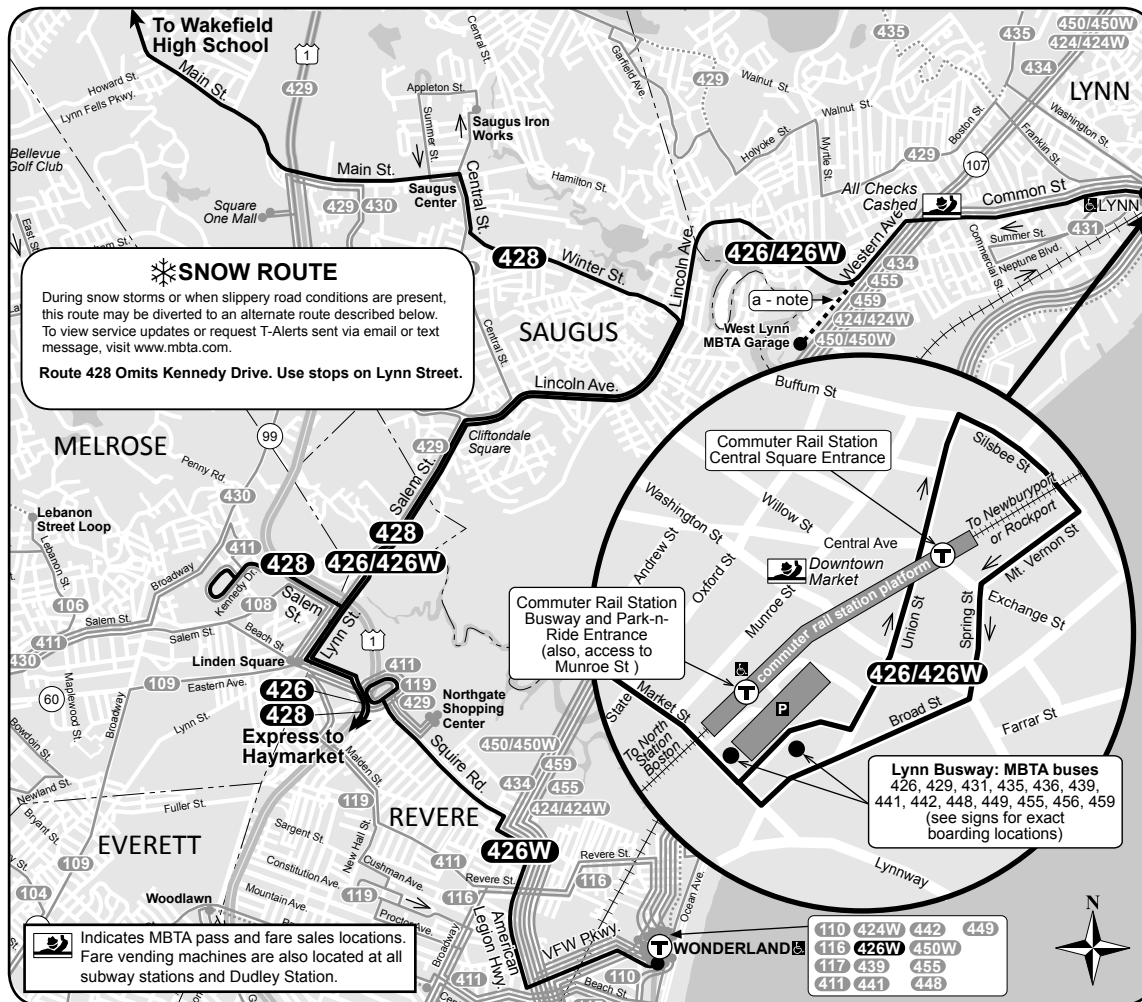 To Wakefield
High School
Main St.
Howard St.
Lynn Fells Pkwy.
1
429
Central St.
Appleton St.
Summer St.
Saugus Iron
Works
Garfield Ave.
429
435
Walnut St.
Walnut St.
Holyoke St.
Myrtle St.
Boston St.
435
450/450W
424/424W
434
LYNN
Washington St.
Franklin St.
429
107
Bellevue
Golf Club
Main St.
Saugus
Center
Central St.
Hamilton St.
Square
One Mall
429
430
All Checks
Cashed
Common St
LYNN
Western Ave
Summer St.
431
Commercial St.
Neptune Blvd.
East St.
428
Winter St.
Lincoln Ave.
426/426W
434
455
459
424/424W
450/450W
a - note
West Lynn
MBTA Garage
SNOW ROUTE
During snow storms or when slippery road conditions are present,
this route may be diverted to an alternate route described below.
To view service updates or request T-Alerts sent via email or text
message, visit www.mbta.com.
Route 428 Omits Kennedy Drive. Use stops on Lynn Street.
SAUGUS
Central St.
Lincoln Ave.
Cliftondale
Square
429
Salem St.
MELROSE
99
Penny Rd.
430
Lebanon
Street Loop
Lebanon St.
411
Broadway
428
428
426/426W
Kennedy Dr.
Salem
St.
Lynn St.
106
108
Salem St.
Salem St.
Beach St.
411
430
1
Linden Square
109
Eastern Ave.
60
Maplewood St.
Broadway
Lynn St.
426
428
Express to
Haymarket
411
119
429
Northgate
Shopping
Center
Squire Rd.
Bowdoin St.
Newland St.
Bryant St.
Fuller St.
Malden St.
119
450/450W
459
434
455
424/424W
REVERE
EVERETT
109
104
Sargent St.
New Hall St.
Constitution Ave.
Cushman Ave.
Mountain Ave.
119
411
426W
Revere St.
Revere St.
116
116
Ocean Ave.
Woodlawn
Proctor Ave.
Broadway
American
Legion Hwy.
VFW Pkwy.
110
411
Beach St.
WONDERLAND
T
110 424W 442 449
116 426W 450W
117 439 455
411 441 448
Indicates MBTA pass and fare sales locations.
Fare vending machines are also located at all
subway stations and Dudley Station.
N
Buffum St
Commuter Rail Station
Central Square Entrance
Silsbee St
Washington St
Willow St
Andrew St
Oxford St
Central Ave
Downtown
Market
To Newburyport
or Rockport
Mt. Vernon St
Munroe St
Exchange St
T
commuter rail station platform
Union St
Spring St
Commuter Rail Station
Busway and Park-n-
Ride Entrance
(also, access to
Munroe St )
T
P
426/426W
Market St
State St
Broad St
Farrar St
To North
Station
Boston
Lynn Busway: MBTA buses
426, 429, 431, 435, 436, 439,
441, 442, 448, 449, 455, 456, 459
(see signs for exact
boarding locations)
Lynnway